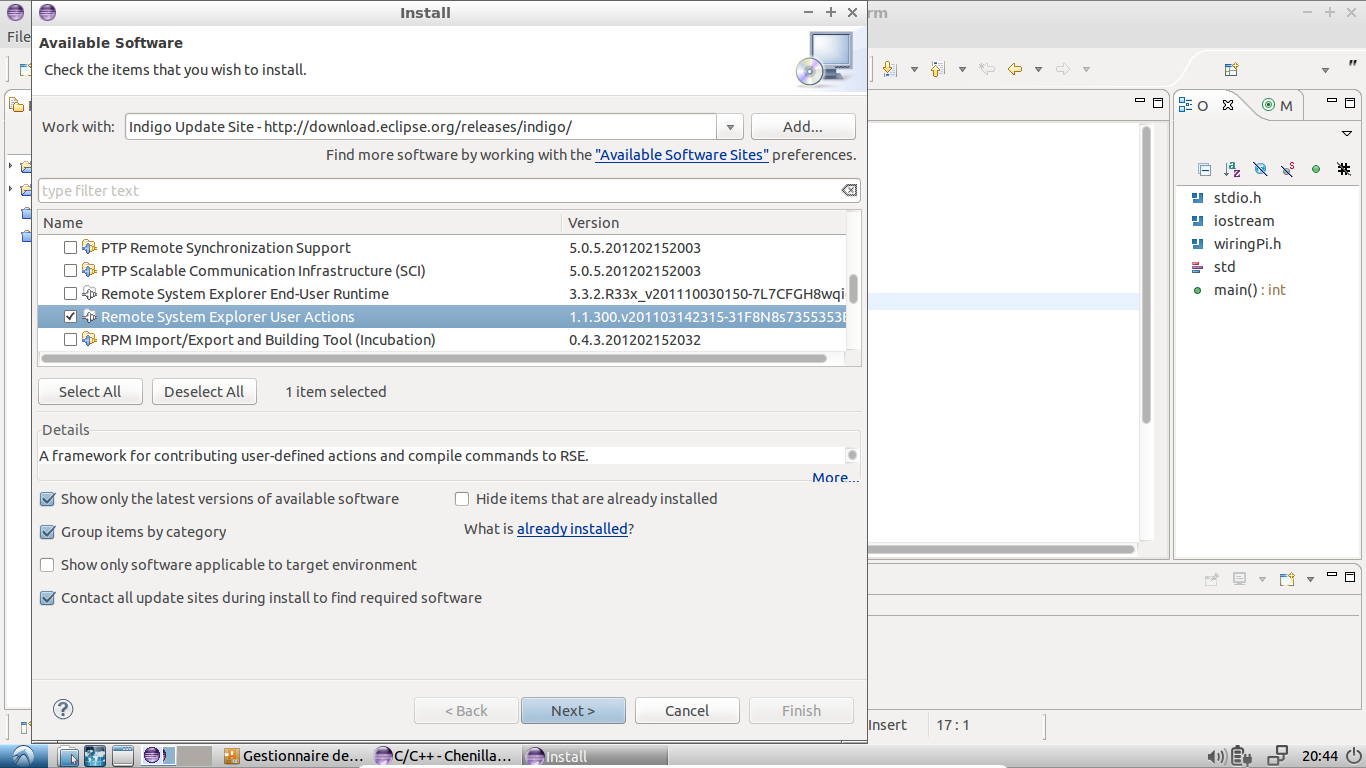 Install
rm
File
Available Software
Check the items that you wish to install.
Work with: Indigo Update Site - http://download.eclipse.org/releases/indigo/ Add...
Find more software by working with the "Available Software Sites" preferences.
type filter text
Name Version
PTP Remote Synchronization Support 5.0.5.201202152003
PTP Scalable Communication Infrastructure (SCI) 5.0.5.201202152003
Remote System Explorer End-User Runtime 3.3.2.R33x_v201110030150-7L7CFGH8wqi
Remote System Explorer User Actions 1.1.300.v201103142315-31F8N8s7355353
RPM Import/Export and Building Tool (Incubation) 0.4.3.201202152032
Select All Deselect All 1 item selected
Details
A framework for contributing user-defined actions and compile commands to RSE.
More...
Show only the latest versions of available software Hide items that are already installed
Group items by category What is already installed?
Show only software applicable to target environment
Contact all update sites during install to find required software
< Back Next > Cancel Finish
O M
stdio.h
iostream
wiringPi.h
std
main() : int
Insert 17 : 1
Gestionnaire de... C/C++ - Chenilla... Install 20:44